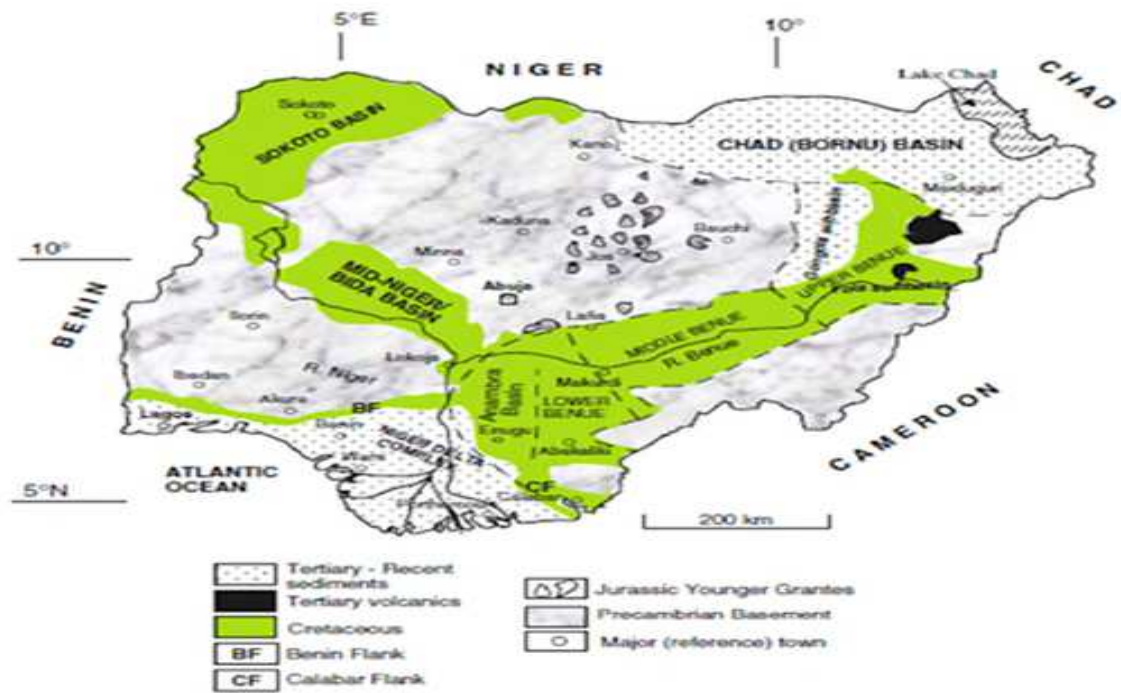 5°E
10°
NIGER
CHAD
Lake Chad
Sokoto
SOKOTO BASIN
Kano
CHAD (BORNU) BASIN
Maiduguri
Kaduna
Bauchi
Minna
Jos
Gongola subbasin
10°
BENIN
MID-NIGER/
BIDA BASIN
Abuja
UPPER BENUE
Yola subbasin
Lafia
MIDDLE BENUE
R. Benue
Lokoja
Ibadan
R. Niger
Makurdi
Anambra
Basin
LOWER
BENUE
Akure
BF
Lagos
Benin
Enugu
Abakaliki
CAMEROON
NIGER DELTA
COMPLEX
Warri
ATLANTIC
OCEAN
CF
Calabar
5°N
200 km
Tertiary - Recent
sediments
Tertiary volcanics
Cretaceous
BF Benin Flank
CF Calabar Flank
Jurassic Younger Grantes
Precambrian Basement
Major (reference) town